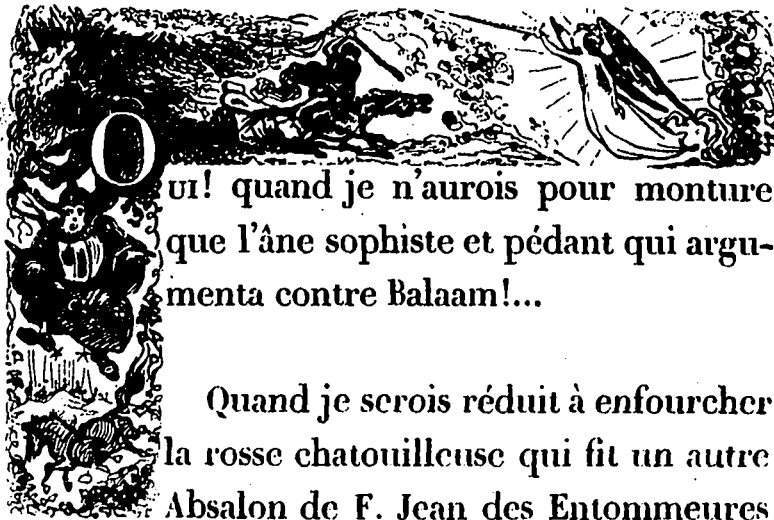 OUI! quand je n'aurois pour monture
que l'âne sophiste et pédant qui argu-
menta contre Balaam!...
Quand je serois réduit à enfourcher
la rosse chatouilleuse qui fit un autre
Absalon de F. Jean des Entommeures